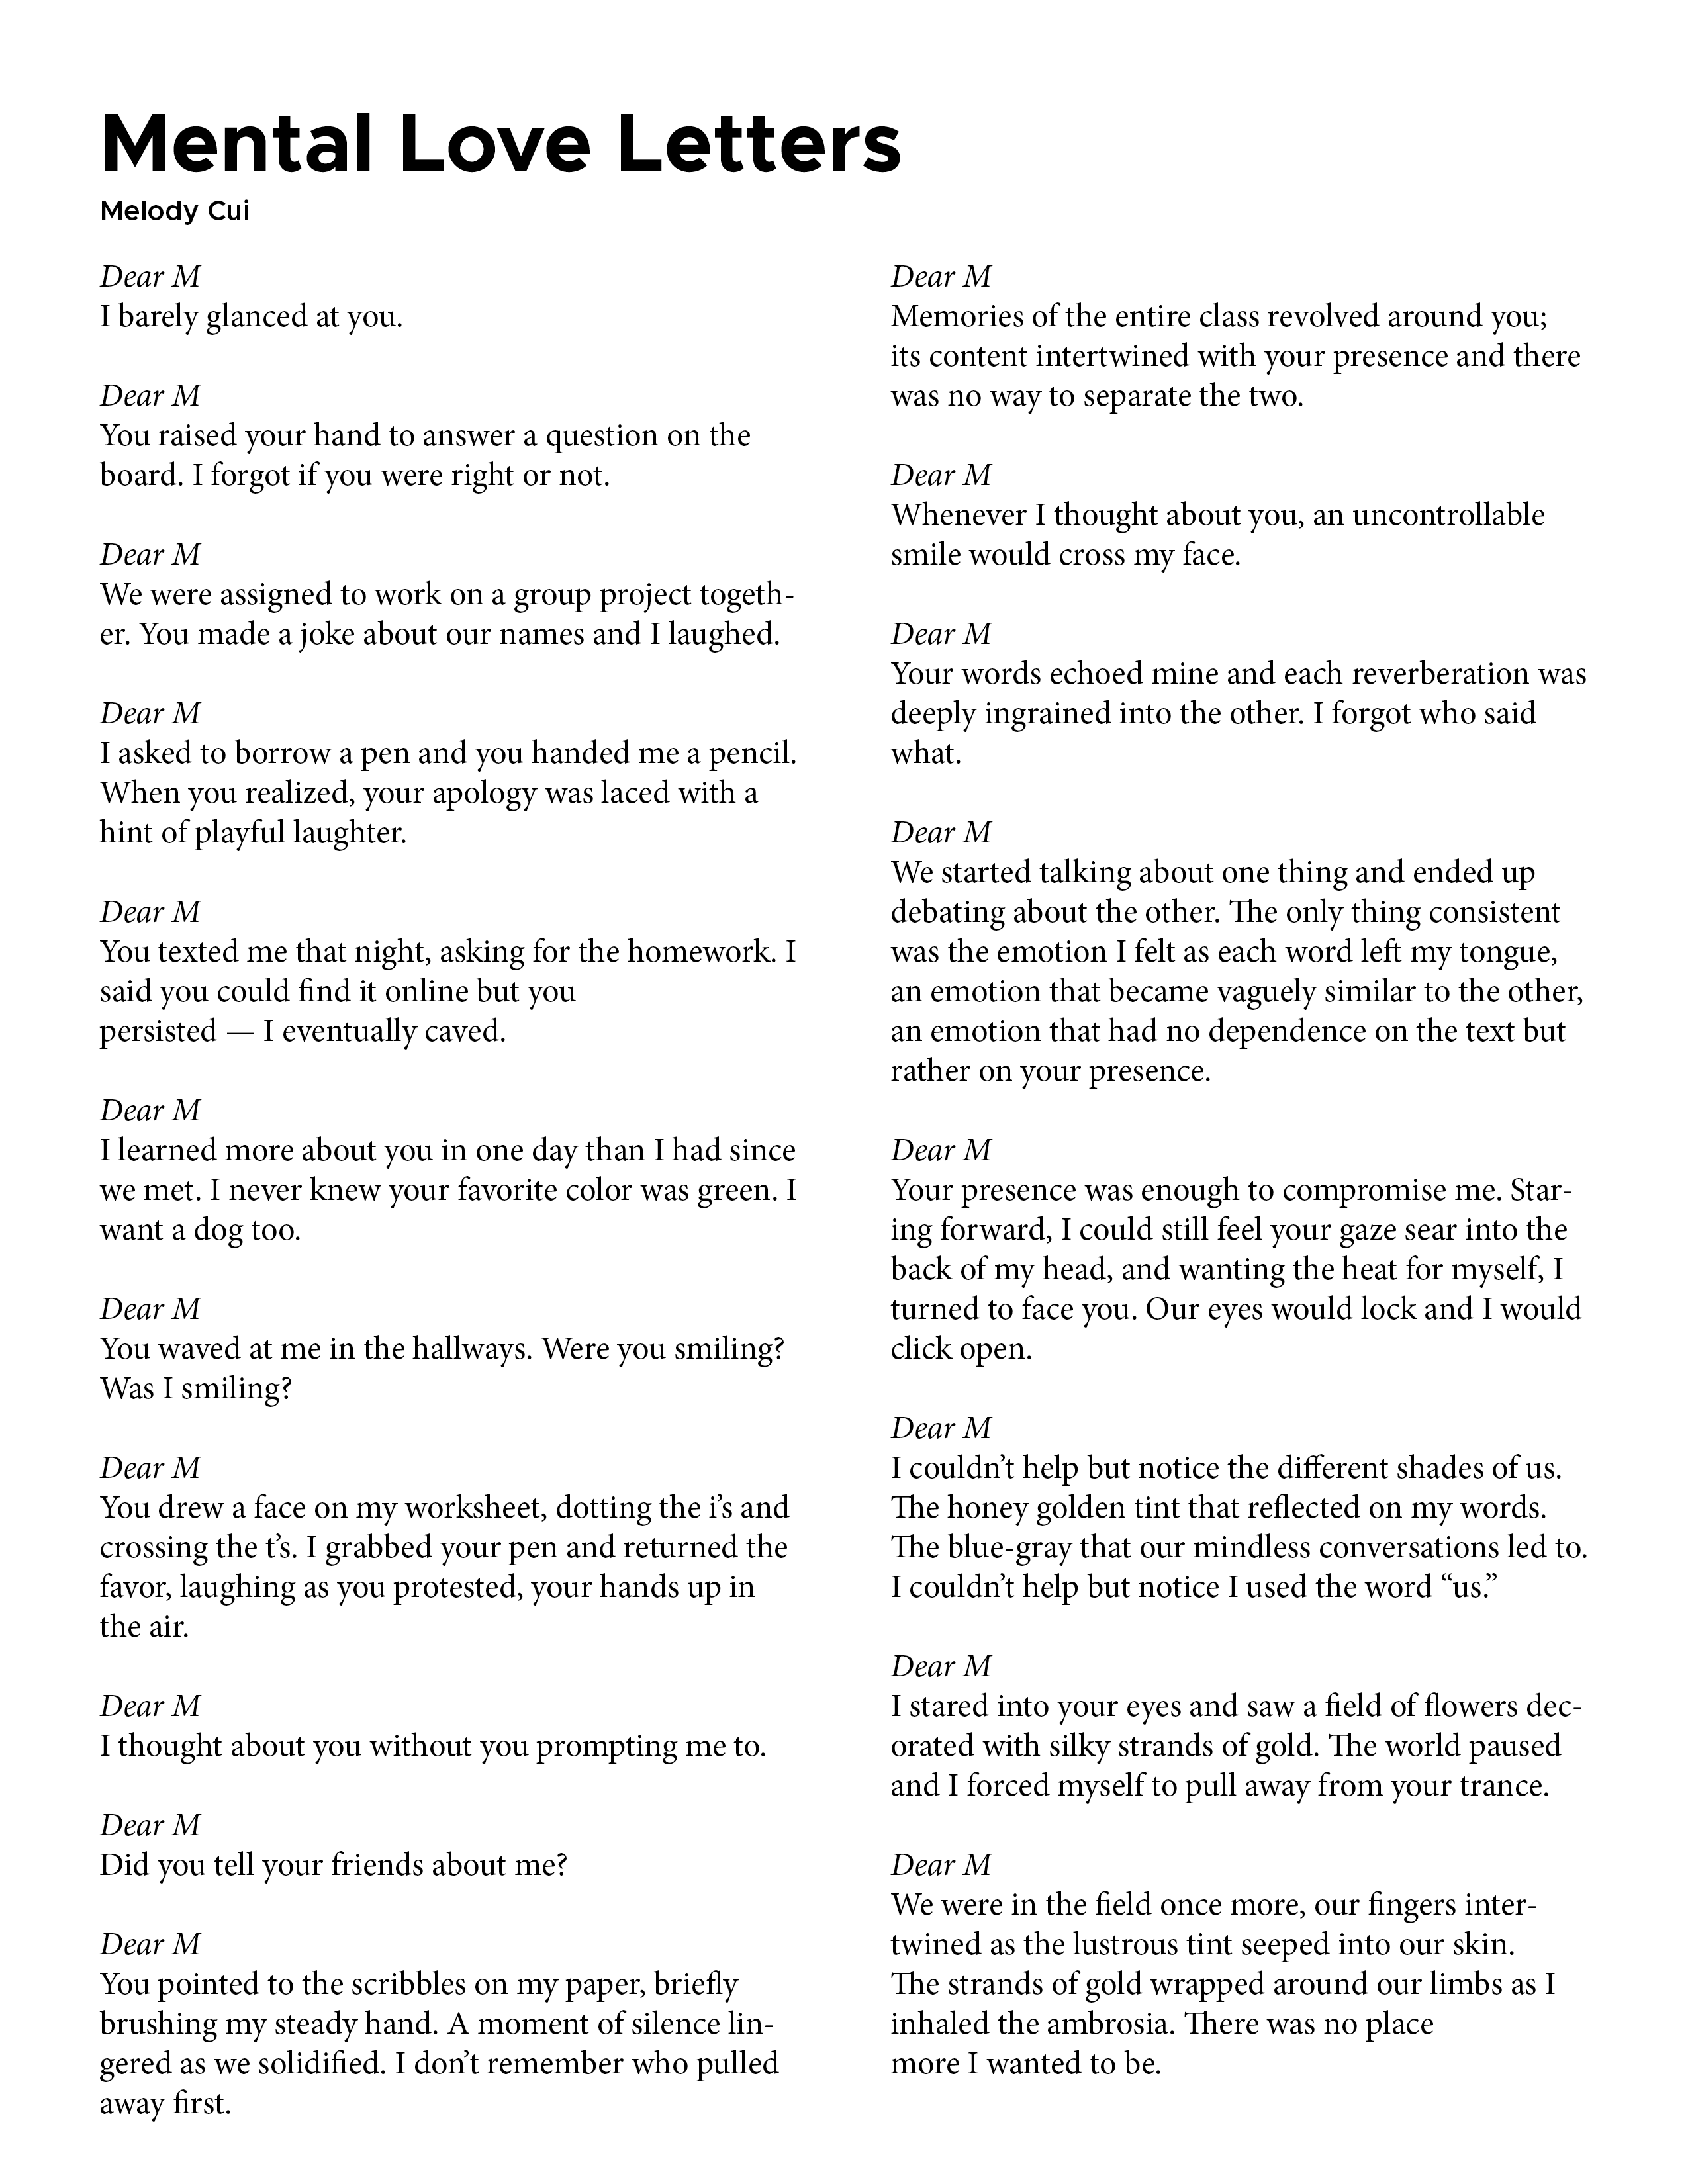 Mental Love Letters
Melody Cui
Dear M
I barely glanced at you.
Dear M
You raised your hand to answer a question on the
board. I forgot if you were right or not.
Dear M
We were assigned to work on a group project togeth-
er. You made a joke about our names and I laughed.
Dear M
I asked to borrow a pen and you handed me a pencil.
When you realized, your apology was laced with a
hint of playful laughter.
Dear M
You texted me that night, asking for the homework. I
said you could find it online but you
persisted — I eventually caved.
Dear M
I learned more about you in one day than I had since
we met. I never knew your favorite color was green. I
want a dog too.
Dear M
You waved at me in the hallways. Were you smiling?
Was I smiling?
Dear M
You drew a face on my worksheet, dotting the i’s and
crossing the t’s. I grabbed your pen and returned the
favor, laughing as you protested, your hands up in
the air.
Dear M
I thought about you without you prompting me to.
Dear M
Did you tell your friends about me?
Dear M
You pointed to the scribbles on my paper, briefly
brushing my steady hand. A moment of silence lin-
gered as we solidified. I don’t remember who pulled
away first.
Dear M
Memories of the entire class revolved around you;
its content intertwined with your presence and there
was no way to separate the two.
Dear M
Whenever I thought about you, an uncontrollable
smile would cross my face.
Dear M
Your words echoed mine and each reverberation was
deeply ingrained into the other. I forgot who said
what.
Dear M
We started talking about one thing and ended up
debating about the other. The only thing consistent
was the emotion I felt as each word left my tongue,
an emotion that became vaguely similar to the other,
an emotion that had no dependence on the text but
rather on your presence.
Dear M
Your presence was enough to compromise me. Star-
ing forward, I could still feel your gaze sear into the
back of my head, and wanting the heat for myself, I
turned to face you. Our eyes would lock and I would
click open.
Dear M
I couldn’t help but notice the different shades of us.
The honey golden tint that reflected on my words.
The blue-gray that our mindless conversations led to.
I couldn’t help but notice I used the word “us.”
Dear M
I stared into your eyes and saw a field of flowers dec-
orated with silky strands of gold. The world paused
and I forced myself to pull away from your trance.
Dear M
We were in the field once more, our fingers inter-
twined as the lustrous tint seeped into our skin.
The strands of gold wrapped around our limbs as I
inhaled the ambrosia. There was no place
more I wanted to be.